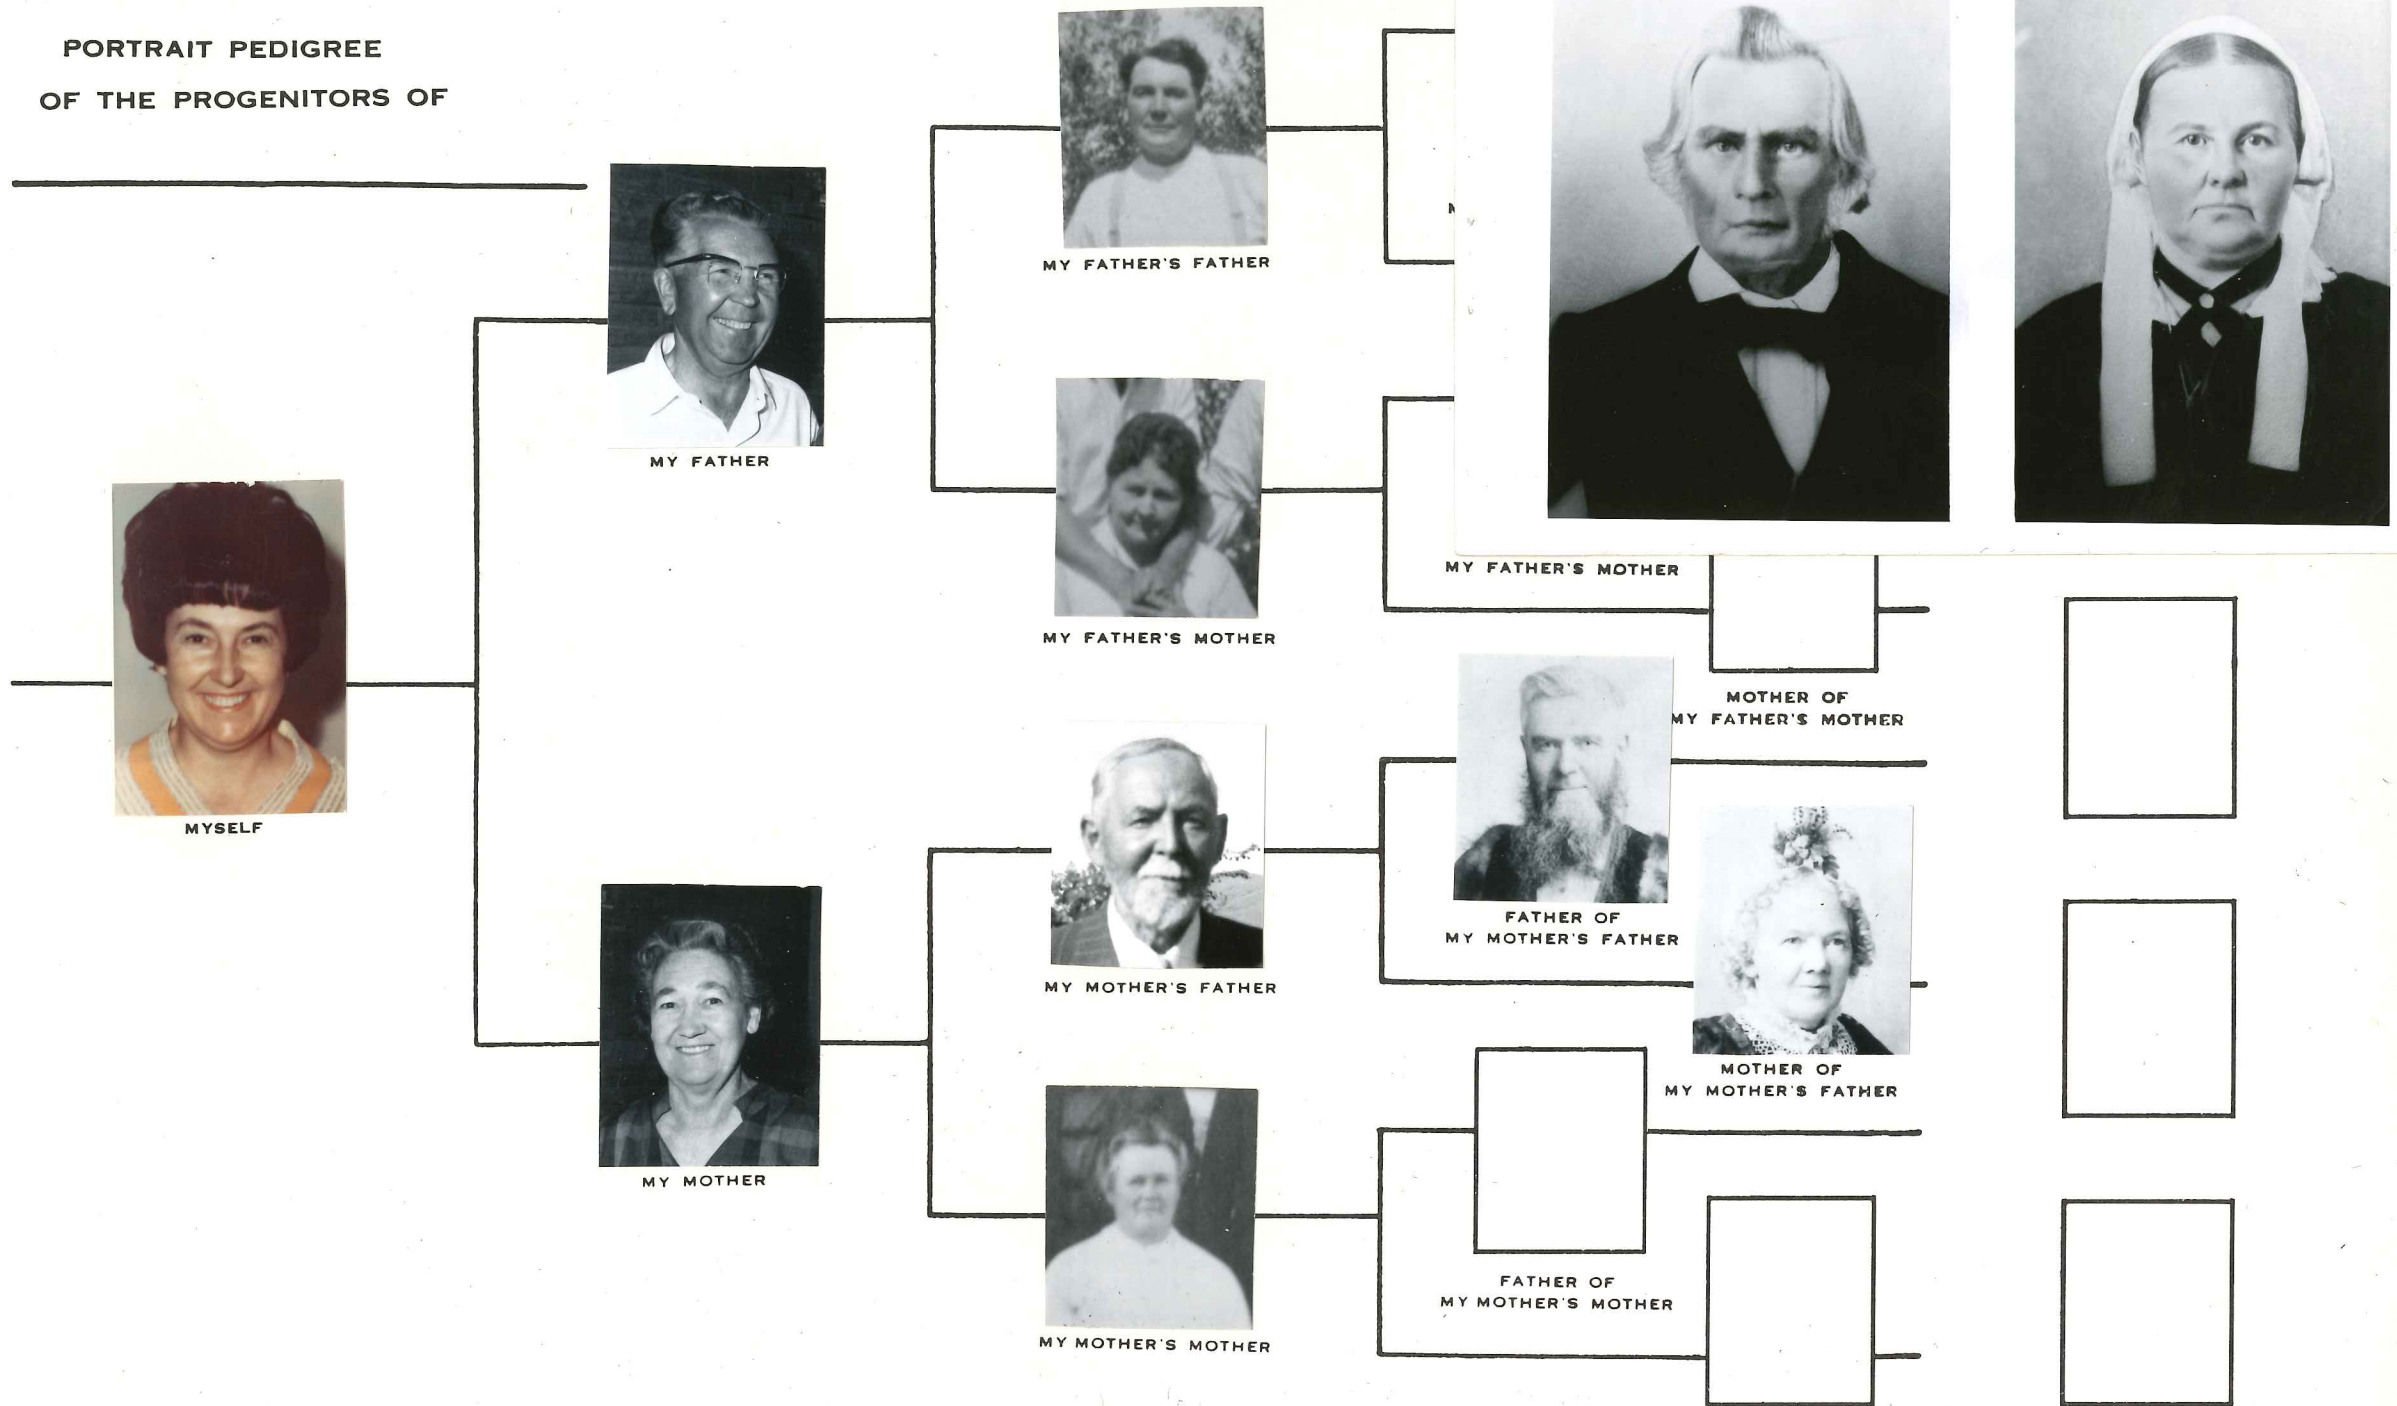 PORTRAIT PEDIGREE
OF THE PROGENITORS OF
MY FATHER'S FATHER
MY FATHER
MY FATHER'S MOTHER
MY FATHER'S MOTHER
MOTHER OF
MY FATHER'S MOTHER
MYSELF
FATHER OF
MY MOTHER'S FATHER
MY MOTHER'S FATHER
MOTHER OF
MY MOTHER'S FATHER
MY MOTHER
FATHER OF
MY MOTHER'S MOTHER
MY MOTHER'S MOTHER